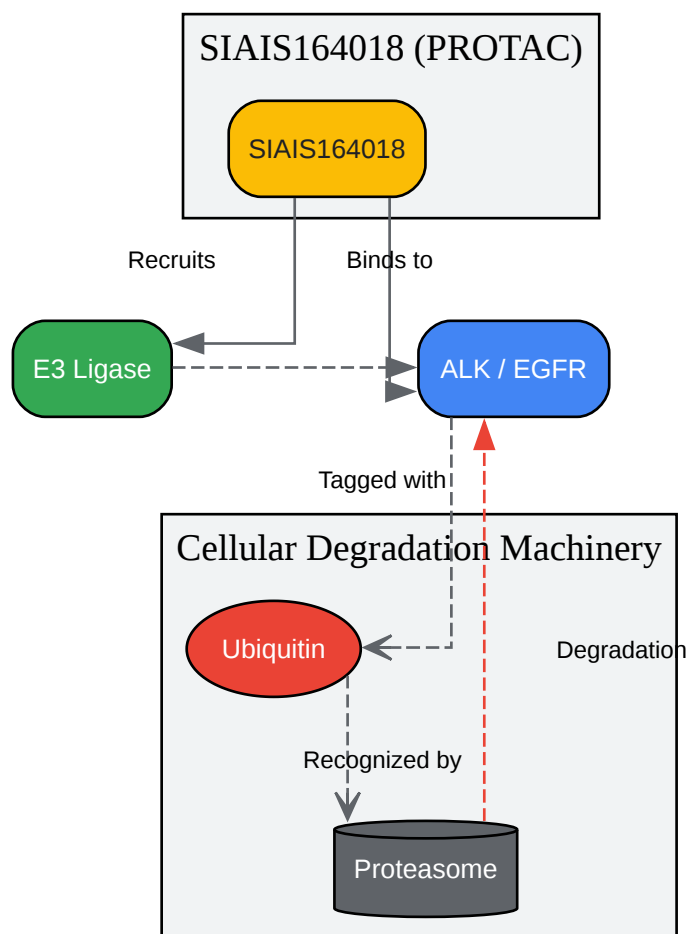 SIAIS164018 (PROTAC)
SIAIS164018
Recruits
Binds to
E3 Ligase
ALK / EGFR
Tagged with
Cellular Degradation Machinery
Ubiquitin
Degradation
Recognized by
Proteasome